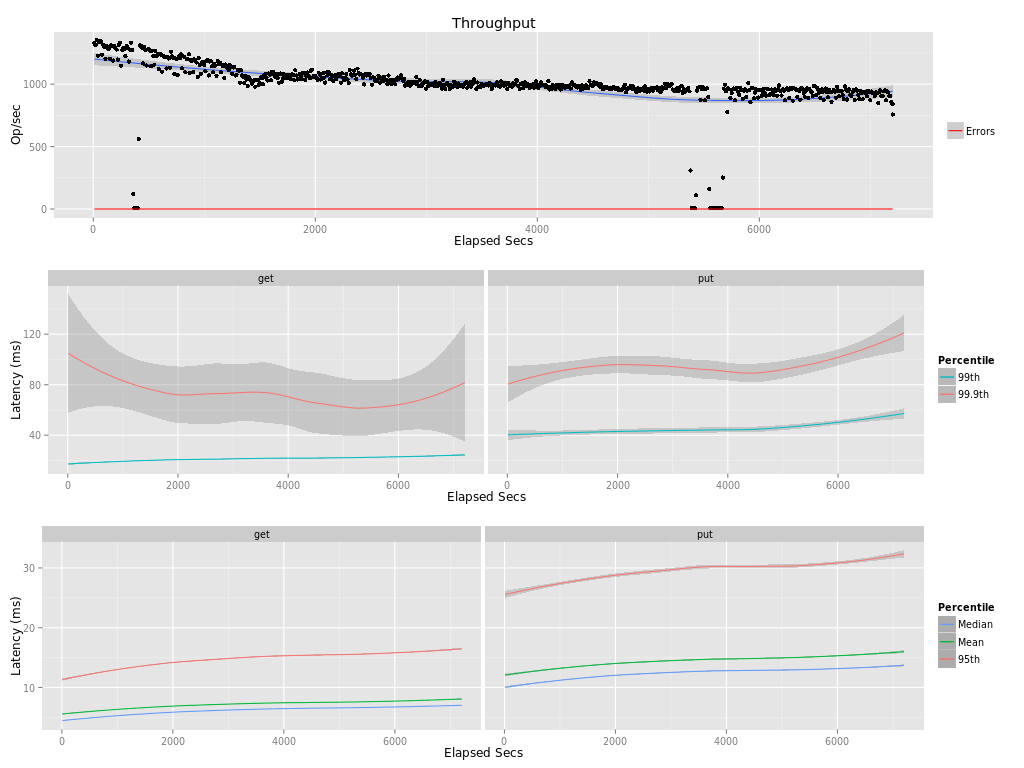 Throughput
Op/sec
1000
500
0
0 2000 4000 6000
Elapsed Secs
Errors
get put
Latency (ms)
120
80
40
0 2000 4000 6000 0 2000 4000 6000
Elapsed Secs
Percentile
99th
99.9th
get put
Latency (ms)
30
20
10
0 2000 4000 6000 0 2000 4000 6000
Elapsed Secs
Percentile
Median
Mean
95th